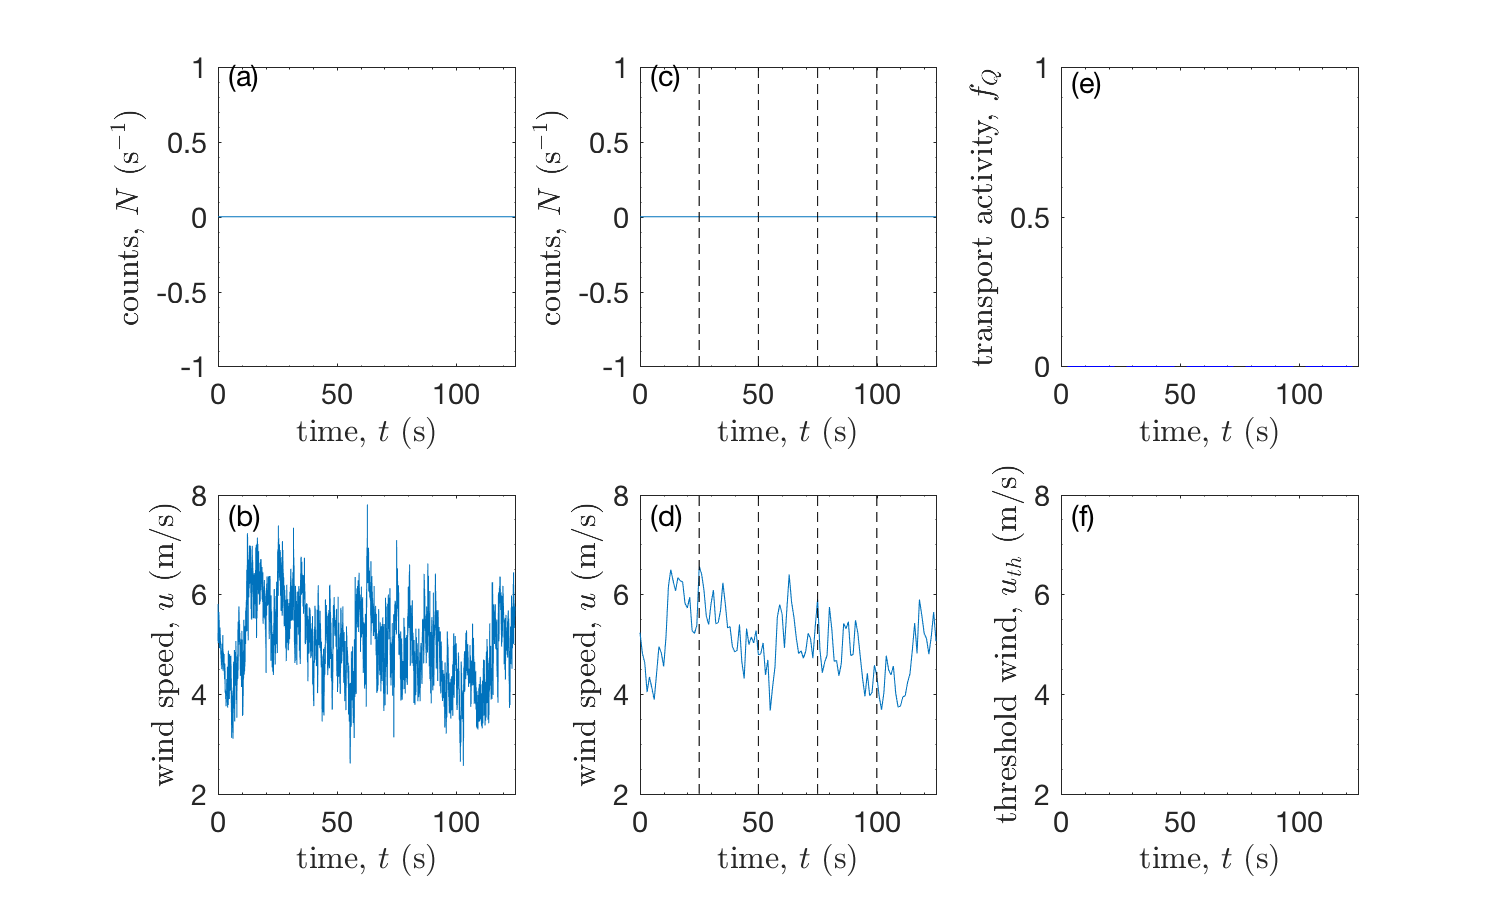 (a)
1
0.5
0
-0.5
-1
0 50 100
time, t (s)
counts, N (s⁻¹)
(c)
1
0.5
0
-0.5
-1
0 50 100
time, t (s)
counts, N (s⁻¹)
(e)
1
0.5
0
0 50 100
time, t (s)
transport activity, f_Q
(b)
8
6
4
2
0 50 100
time, t (s)
wind speed, u (m/s)
(d)
8
6
4
2
0 50 100
time, t (s)
wind speed, u (m/s)
(f)
8
6
4
2
0 50 100
time, t (s)
threshold wind, u_th (m/s)